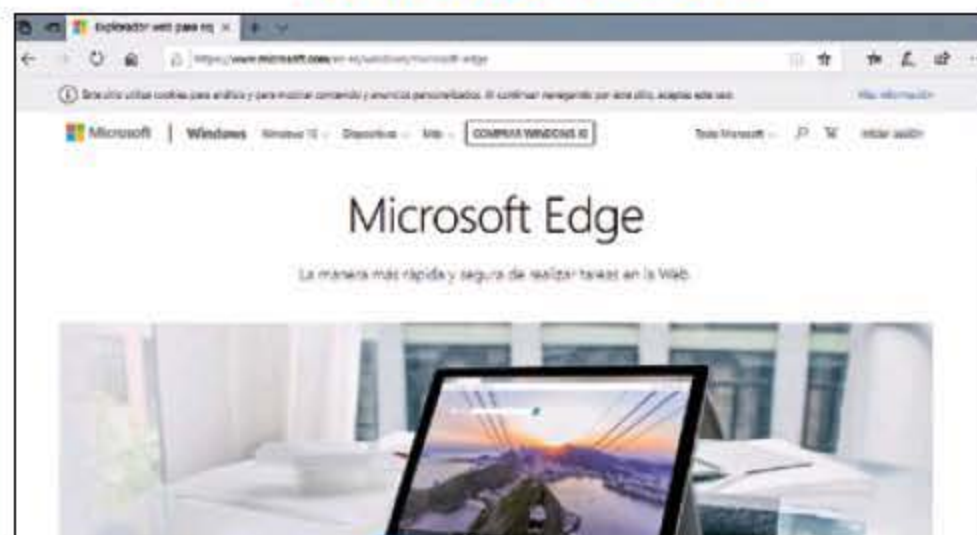 Explorador web para eq
https://www.microsoft.com/es-es/windows/microsoft-edge
Este sitio utiliza cookies para análisis y para mostrar contenido y anuncios personalizados. Al continuar navegando por este sitio, aceptas este uso.
Más información
Microsoft | Windows Windows 10 Dispositivos Más COMPRAR WINDOWS 10 Todo Microsoft Iniciar sesión
Microsoft Edge
La manera más rápida y segura de realizar tareas en la Web.